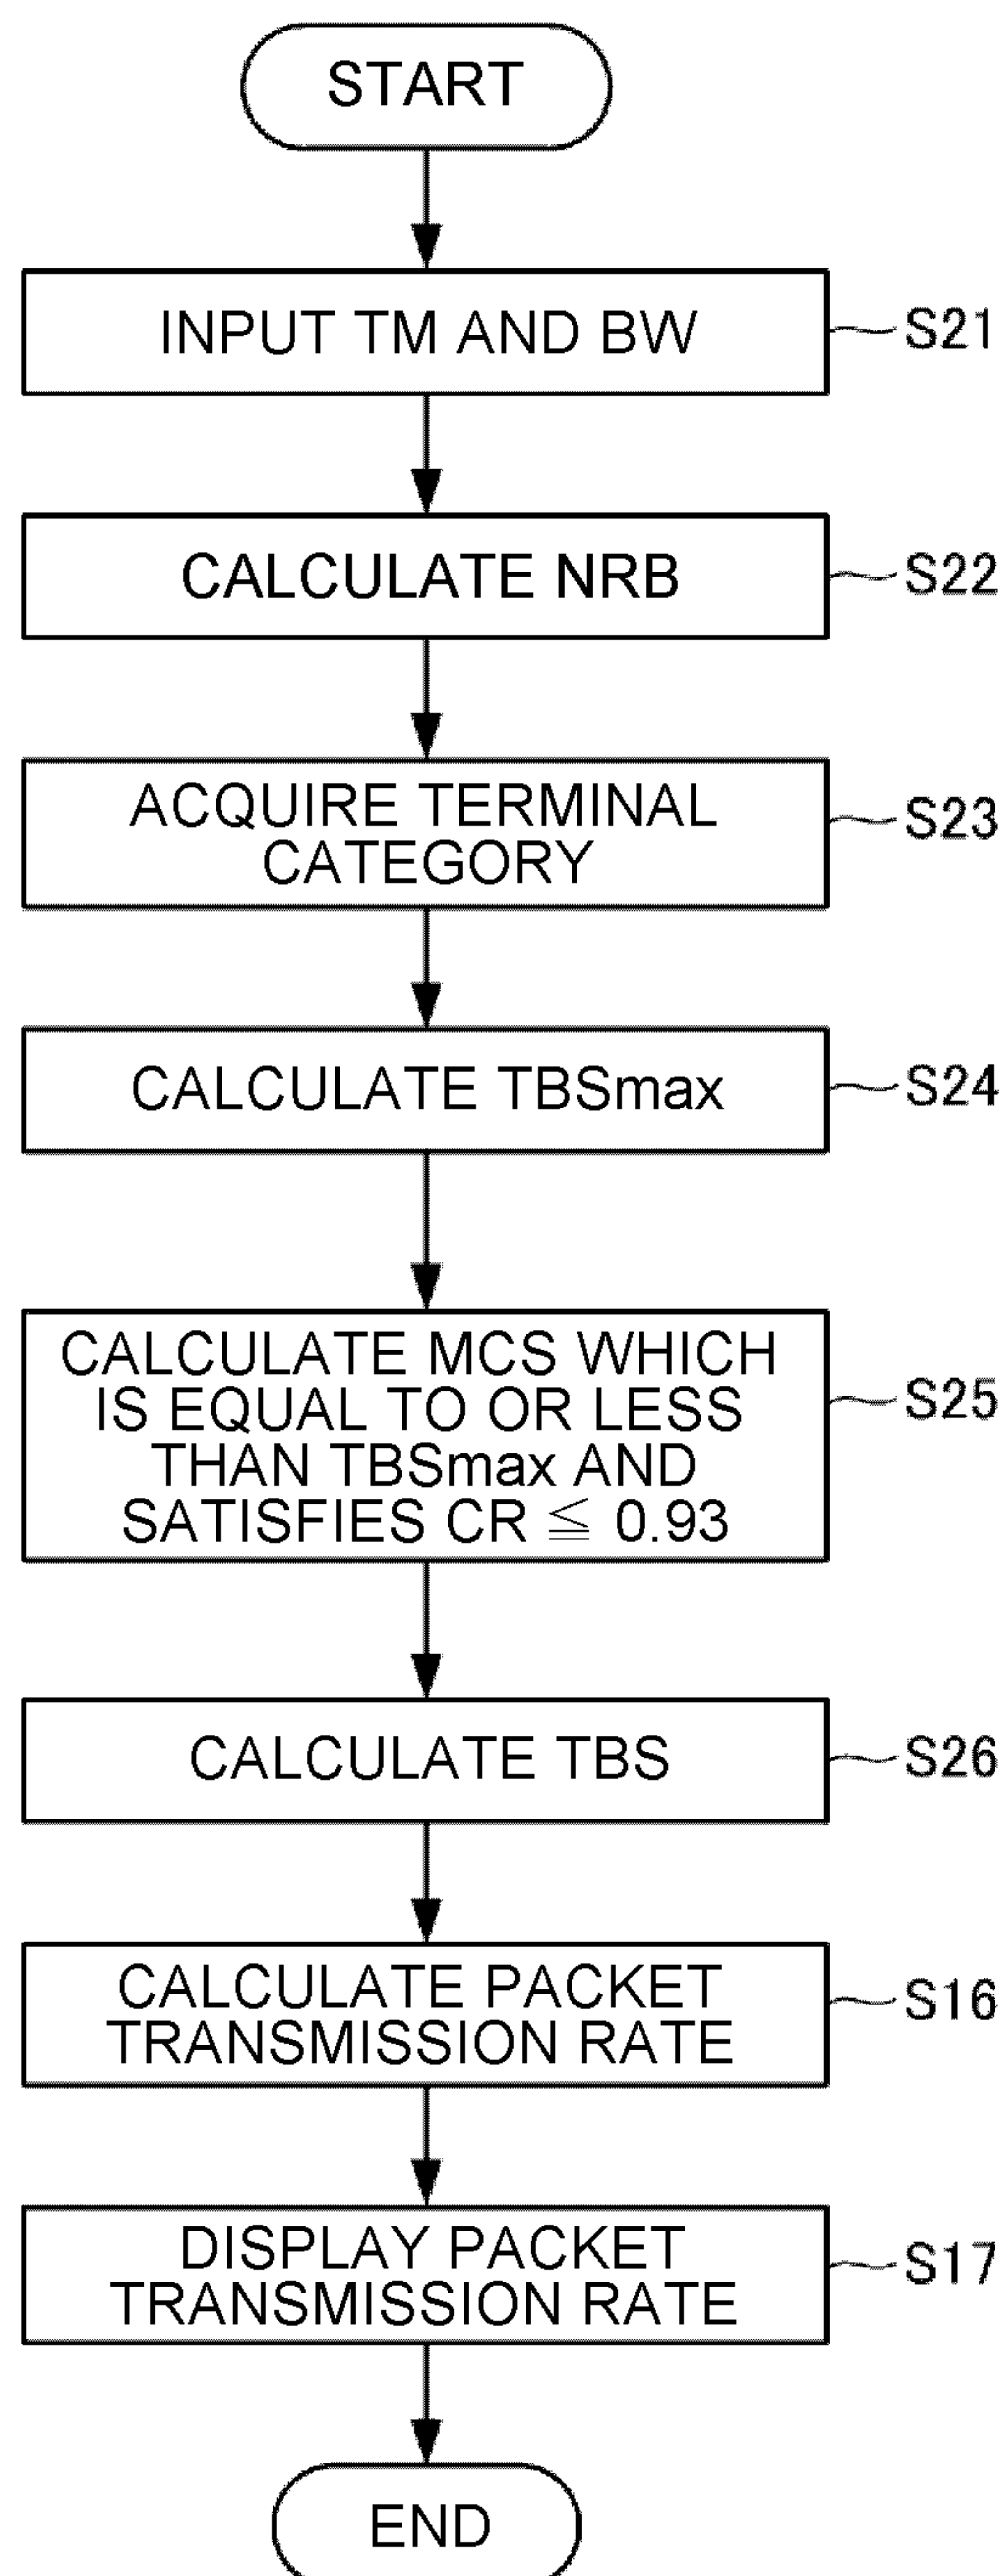 START
INPUT TM AND BW
S21
CALCULATE NRB
S22
ACQUIRE TERMINAL
CATEGORY
S23
CALCULATE TBSmax
S24
CALCULATE MCS WHICH
IS EQUAL TO OR LESS
THAN TBSmax AND
SATISFIES CR ≦ 0.93
S25
CALCULATE TBS
S26
CALCULATE PACKET
TRANSMISSION RATE
S16
DISPLAY PACKET
TRANSMISSION RATE
S17
END